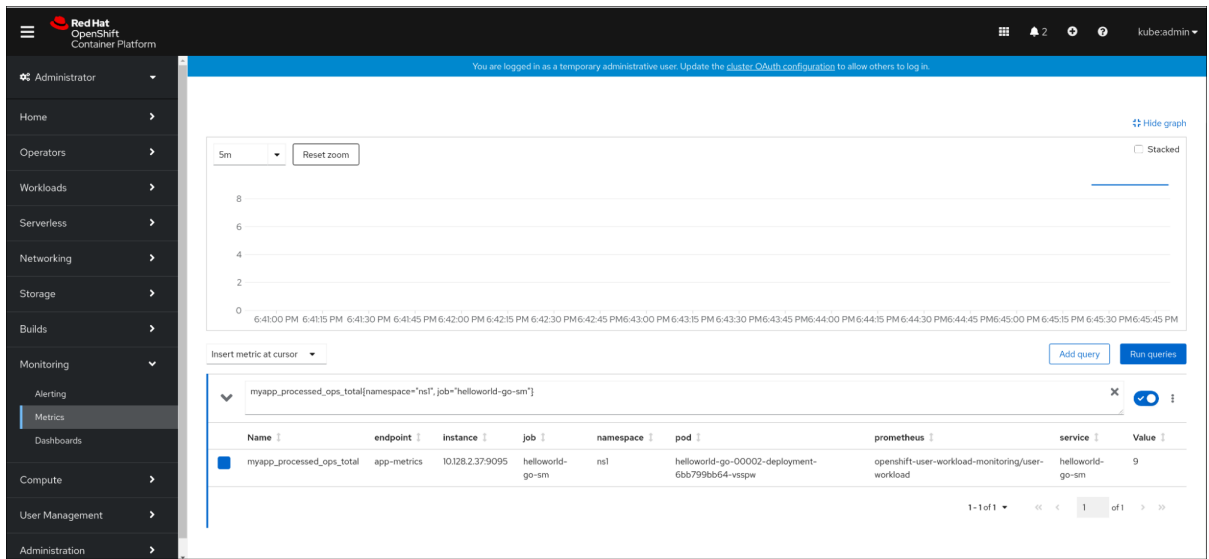 Red Hat
OpenShift
Container Platform
2
kube:admin
Administrator
You are logged in as a temporary administrative user. Update the cluster OAuth configuration to allow others to log in.
Home
Operators
Workloads
Serverless
Networking
Storage
Builds
Monitoring
Alerting
Metrics
Dashboards
Compute
User Management
Administration
Hide graph
5m
Reset zoom
Stacked
8
6
4
2
0
6:41:00 PM 6:41:15 PM 6:41:30 PM 6:41:45 PM 6:42:00 PM 6:42:15 PM 6:42:30 PM 6:42:45 PM 6:43:00 PM 6:43:15 PM 6:43:30 PM 6:43:45 PM 6:44:00 PM 6:44:15 PM 6:44:30 PM 6:44:45 PM 6:45:00 PM 6:45:15 PM 6:45:30 PM 6:45:45 PM
Insert metric at cursor
Add query
Run queries
myapp_processed_ops_total{namespace="ns1", job="helloworld-go-sm"}
Name endpoint instance job namespace pod prometheus service Value
myapp_processed_ops_total app-metrics 10.128.2.37:9095 helloworld- ns1 helloworld-go-00002-deployment- openshift-user-workload-monitoring/user- helloworld- 9
go-sm 6bb799bb64-vsspw workload go-sm
1 - 1 of 1
1 of 1